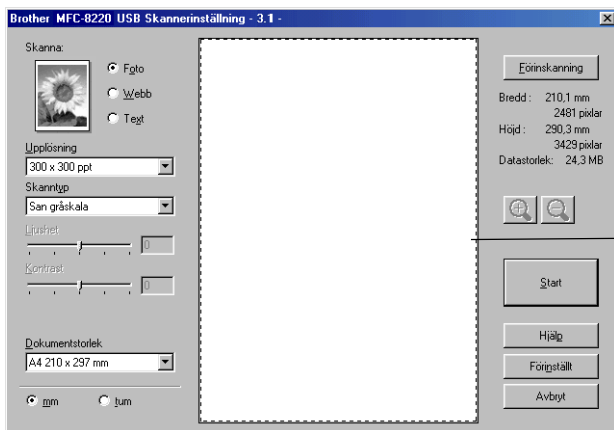 Brother MFC-8220 USB Skannerinställning - 3.1 -
Skanna:
Foto
Webb
Text
Upplösning
300 x 300 ppt
Skanntyp
San gråskala
Ljushet
0
Kontrast
0
Dokumentstorlek
A4 210 x 297 mm
mm tum
Förinskanning
Bredd : 210,1 mm
2481 pixlar
Höjd : 290,3 mm
3429 pixlar
Datastorlek: 24,3 MB
Start
Hjälp
Förinställt
Avbryt